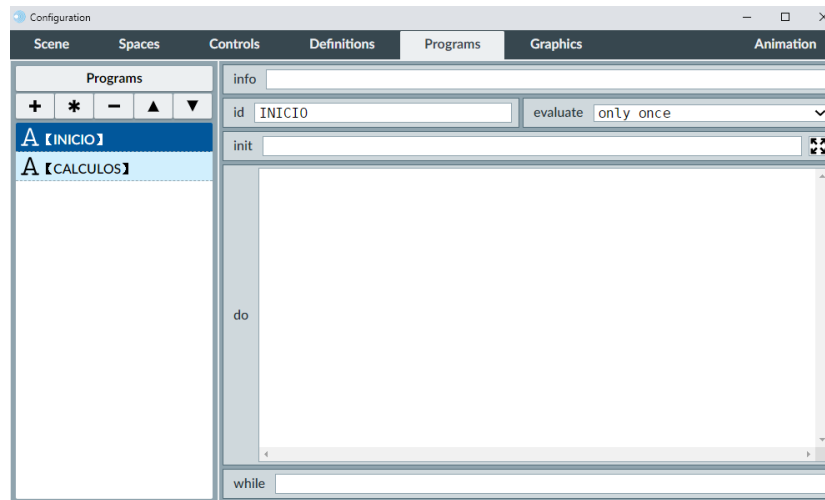 Configuration
Scene Spaces Controls Definitions Programs Graphics Animation
Programs
info
+ * − ▲ ▼
id INICIO evaluate only once
A【INICIO】
init
A【CALCULOS】
do
while